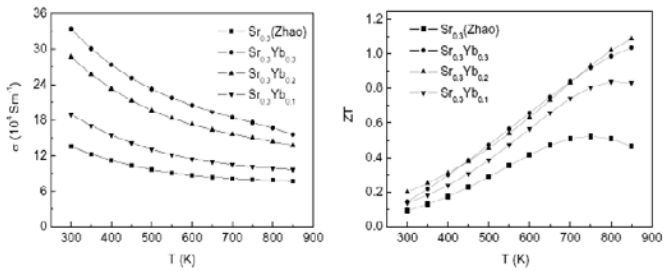 36
30
24
18
12
6
σ (10⁴ Sm⁻¹)
Sr₀.₃(Zhao)
Sr₀.₃Yb₀.₃
Sr₀.₃Yb₀.₂
Sr₀.₃Yb₀.₁
300 400 500 600 700 800 900
T (K)
1.2
1.0
0.8
0.6
0.4
0.2
0.0
ZT
Sr₀.₃(Zhao)
Sr₀.₃Yb₀.₃
Sr₀.₃Yb₀.₂
Sr₀.₃Yb₀.₁
300 400 500 600 700 800 900
T (K)